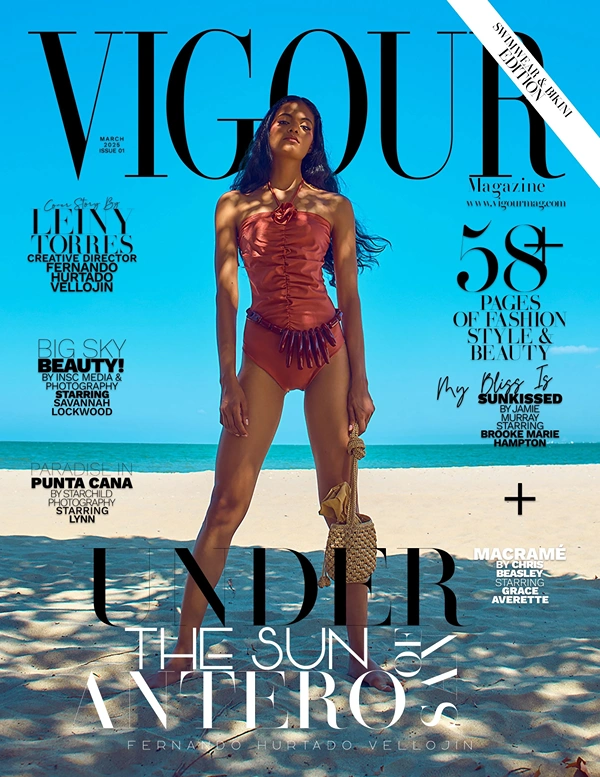 VIGOUR
SWIMWEAR & BIKINI
EDITION
MARCH
2025
ISSUE 01
Magazine
www.vigourmag.com
Cover Story By
LEINY
TORRES
CREATIVE DIRECTOR
FERNANDO
HURTADO
VELLOJIN
58+
PAGES
OF FASHION
STYLE &
BEAUTY
BIG SKY
BEAUTY!
BY INSC MEDIA &
PHOTOGRAPHY
STARRING
SAVANNAH
LOCKWOOD
My Bliss Is
SUNKISSED
BY JAMIE
MURRAY
STARRING
BROOKE MARIE
HAMPTON
PARADISE IN
PUNTA CANA
BY STARCHILD
PHOTOGRAPHY
STARRING
LYNN
+
MACRAMÉ
BY CHRIS
BEASLEY
STARRING
GRACE
AVERETTE
UNDER
THE SUN OF
SAN
ANTERO
FERNANDO HURTADO VELLOJIN